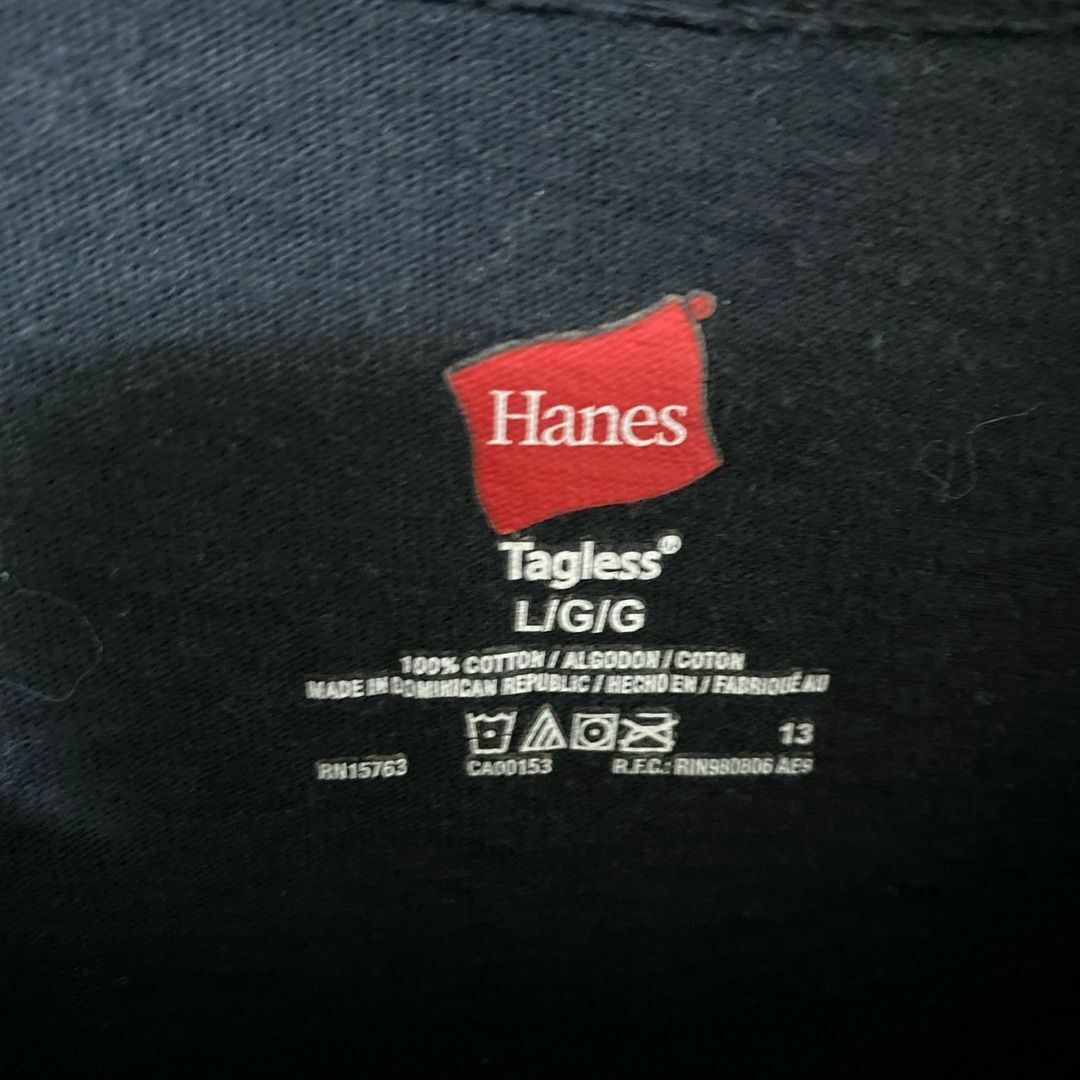 Hanes®
Tagless®
L/G/G
100% COTTON / ALGODON / COTON
MADE IN DOMINICAN REPUBLIC / HECHO EN / FABRIQUÉ AU
13
RN15763 CA00153 R.F.C.: RIN980806 AE9